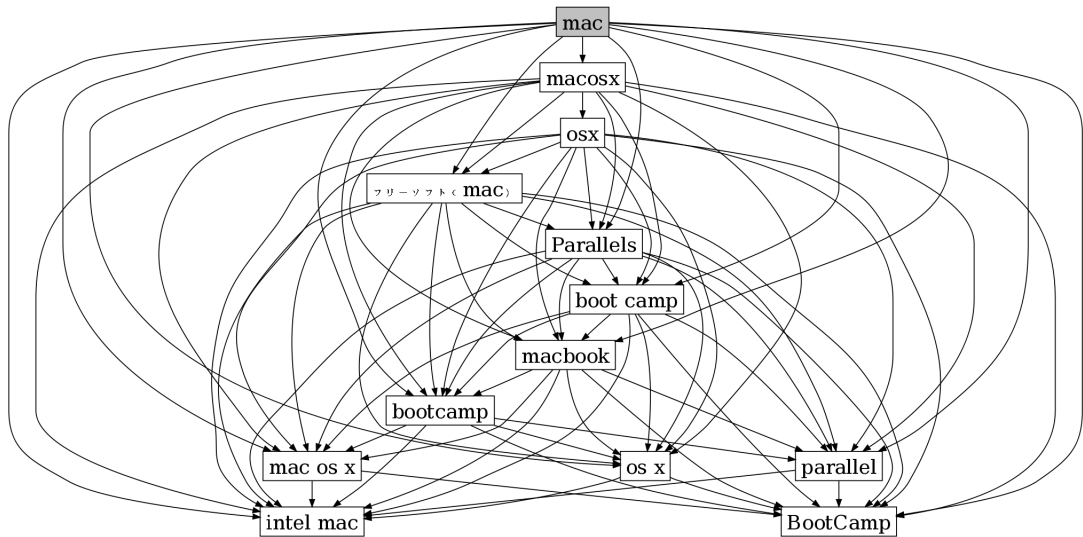 mac
macosx
osx
フリーソフト( mac)
Parallels
boot camp
macbook
bootcamp
mac os x
os x
parallel
intel mac
BootCamp